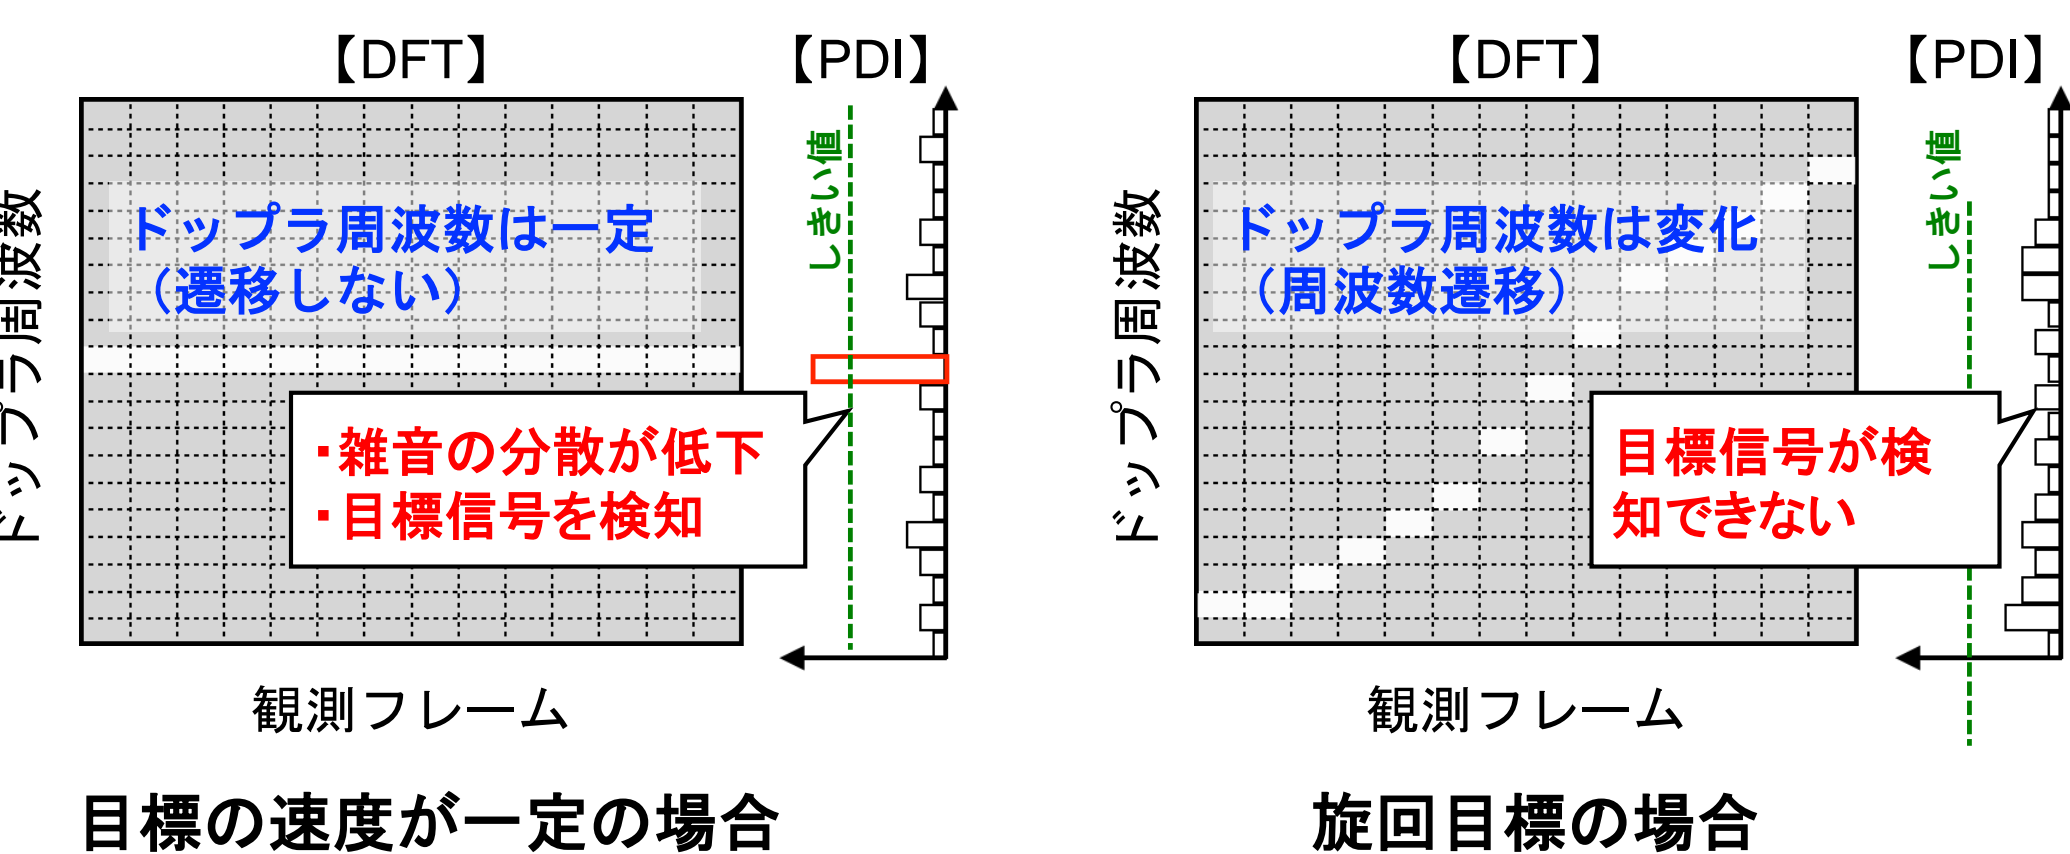 【DFT】
【PDI】
ドップラ周波数
ドップラ周波数は一定
（遷移しない）
しきい値
・雑音の分散が低下
・目標信号を検知
観測フレーム
目標の速度が一定の場合
【DFT】
【PDI】
ドップラ周波数
ドップラ周波数は変化
（周波数遷移）
しきい値
目標信号が検
知できない
観測フレーム
旋回目標の場合